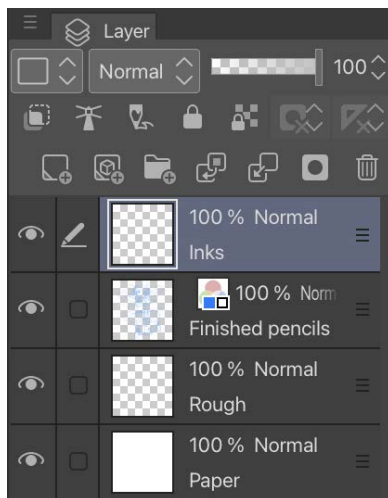 Layer
Normal 100
100 % Normal
Inks
100 % Norm
Finished pencils
100 % Normal
Rough
100 % Normal
Paper